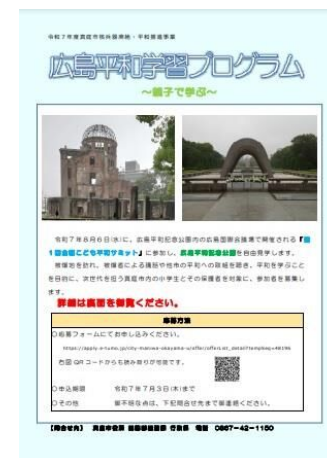 令和7年度真庭市核兵器廃絶・平和推進事業
広島平和学習プログラム
～親子で学ぶ～
令和7年8月6日(水)に、広島平和記念公園内の広島国際会議場で開催される『第
1回全国こども平和サミット』に参加し、広島平和記念公園を自由見学します。
被爆地を訪れ、被爆者による講話や他市の平和への取組を聴き、平和を学ぶこと
を目的に、次世代を担う真庭市内の小学生とその保護者を対象に、参加者を募集し
ます。
詳細は裏面を御覧ください。
応募方法
○応募フォームにてお申し込みください。
右図QRコードからも読み取りが可能です。
○申込期限 令和7年7月3日(木)まで
○その他 御不明な点は、下記問合せ先まで御連絡ください。
【問合せ先】 真庭市役所 総務部総務課 行政係 電話 0867-42-1150